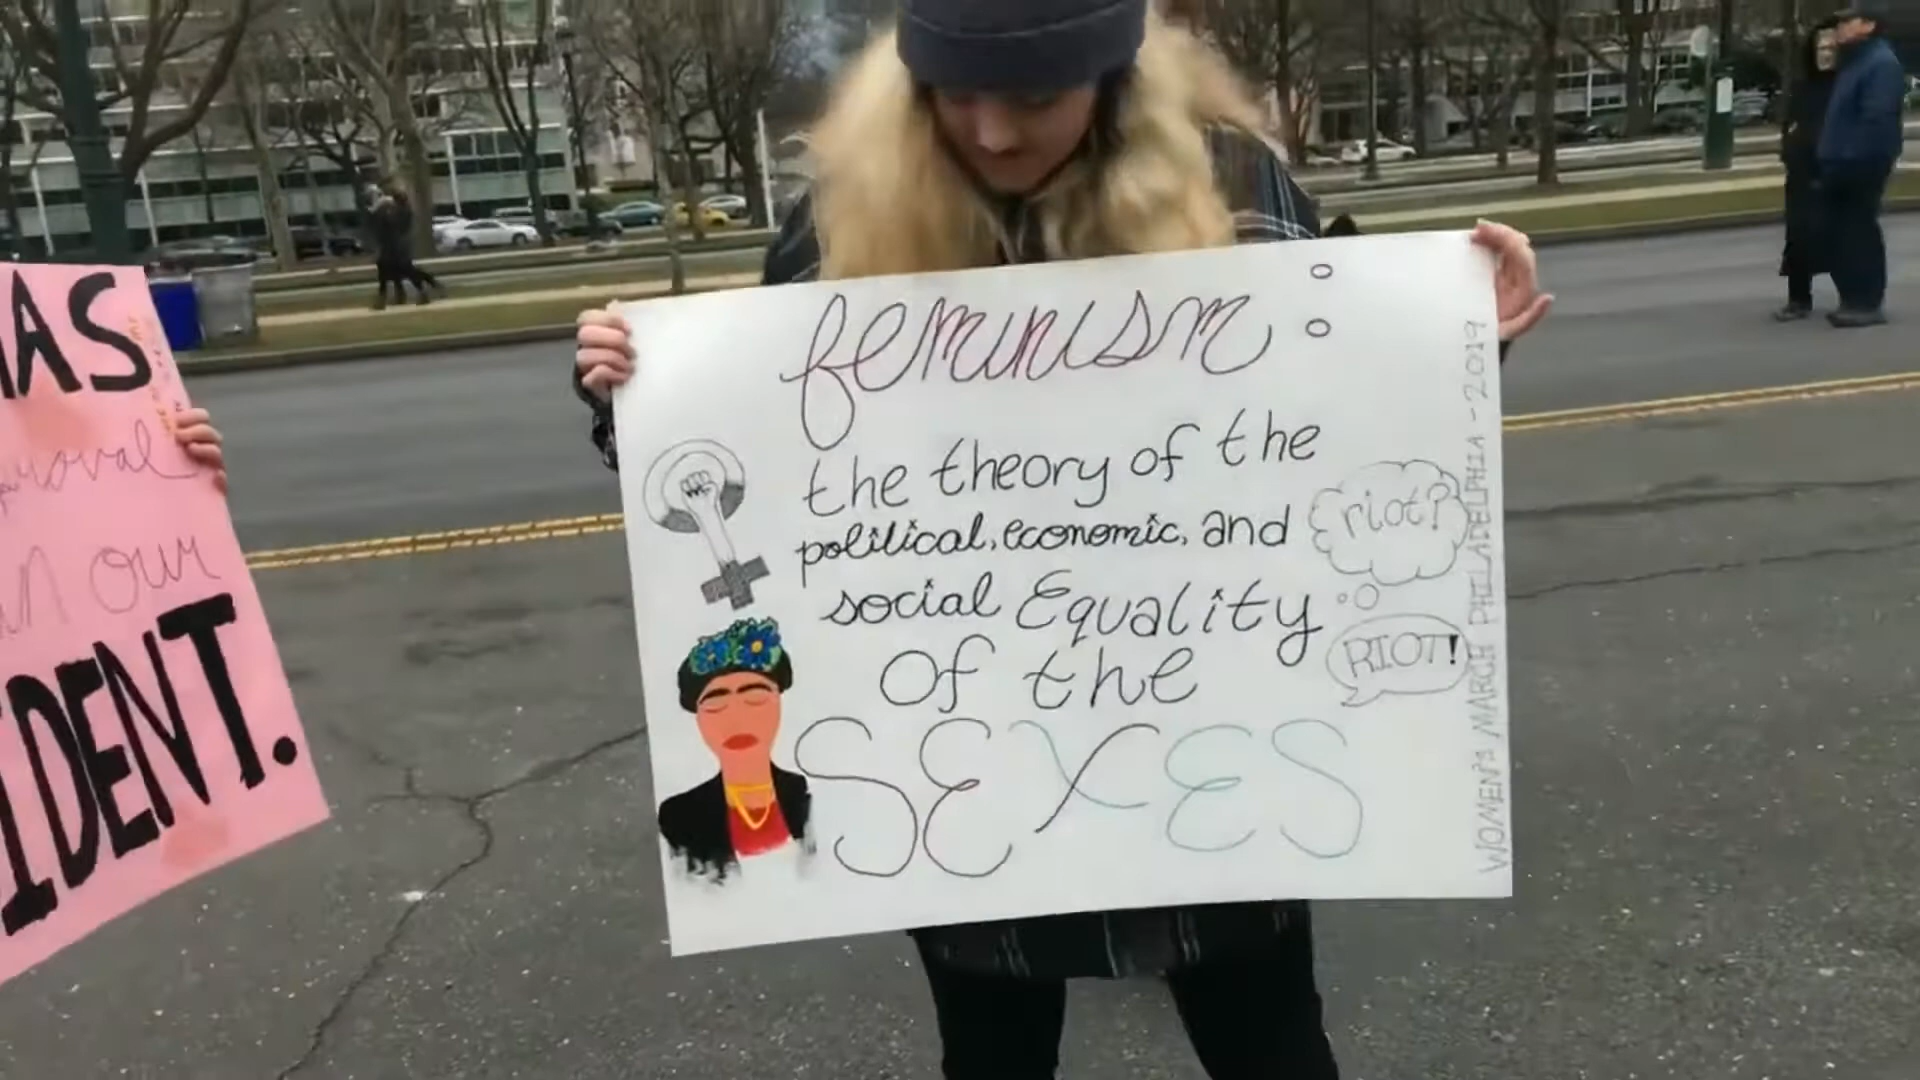 feminism:
the theory of the
political, economic, and
social Equality
of the
SEXES
riot?
RIOT!
WOMEN'S MARCH PHILADELPHIA - 2019
AS
our
IDENT.